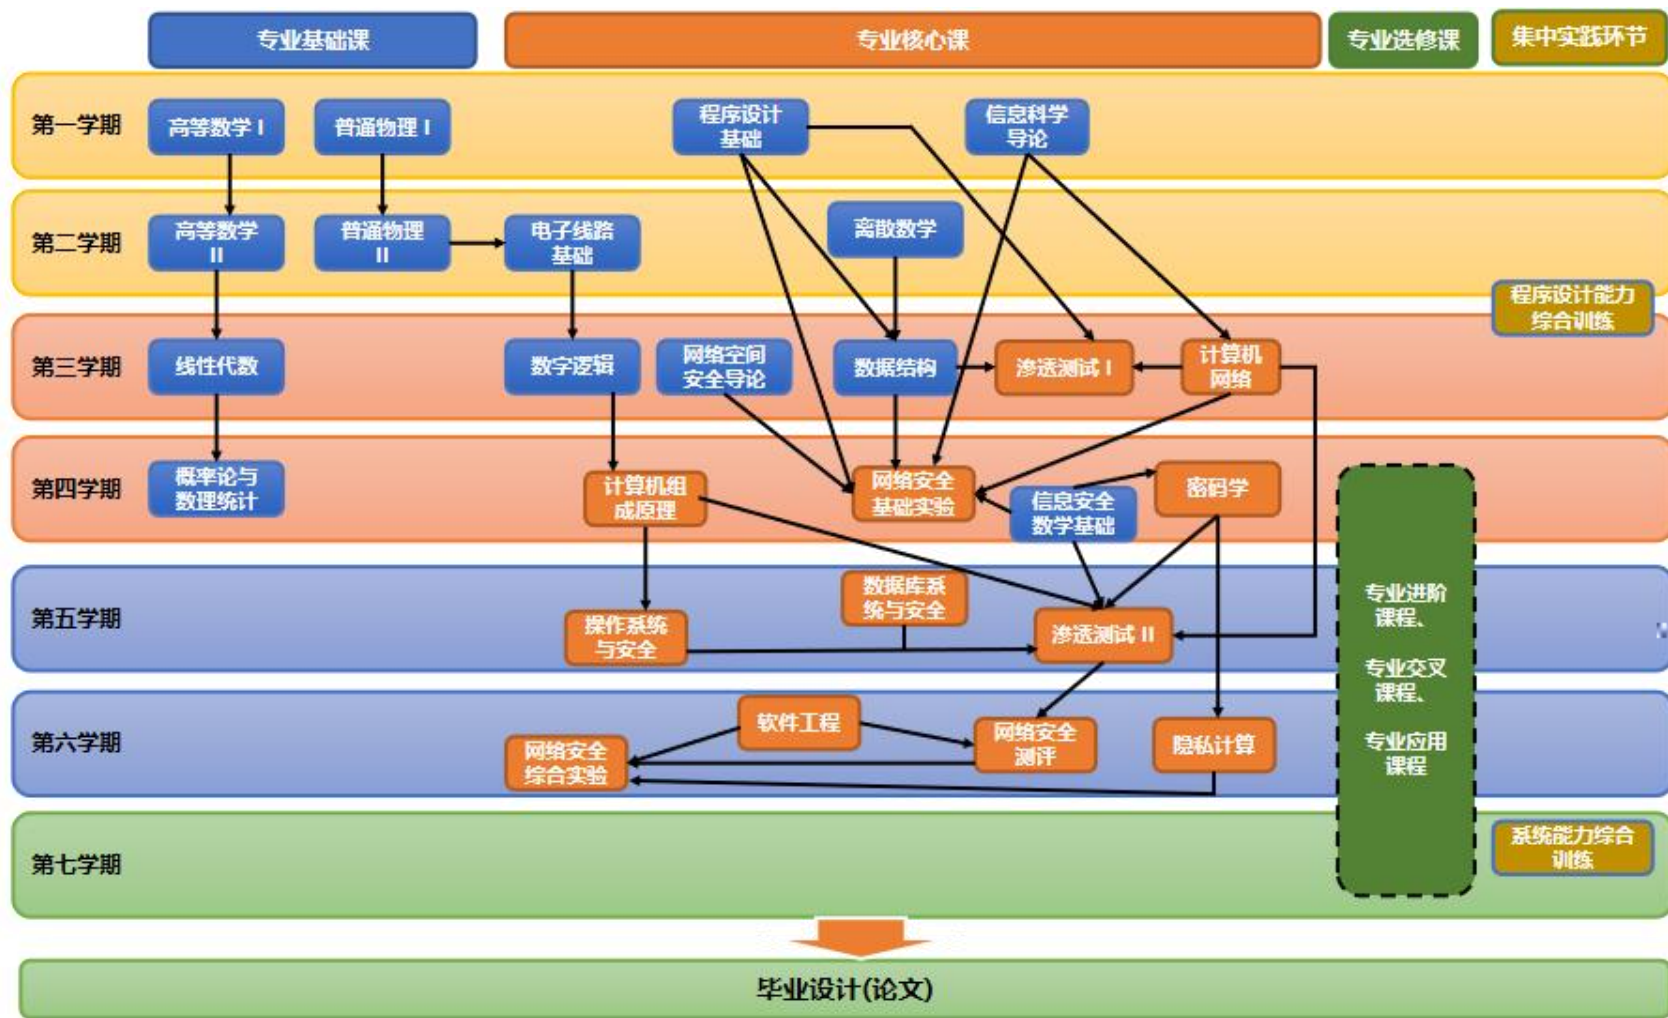 专业基础课
专业核心课
专业选修课
集中实践环节
第一学期
高等数学 I
普通物理 I
程序设计
基础
信息科学
导论
第二学期
高等数学
II
普通物理
II
电子线路
基础
离散数学
程序设计能力
综合训练
第三学期
线性代数
数字逻辑
网络空间
安全导论
数据结构
渗透测试 I
计算机
网络
第四学期
概率论与
数理统计
计算机组
成原理
网络安全
基础实验
信息安全
数学基础
密码学
第五学期
操作系统
与安全
数据库系
统与安全
渗透测试 II
专业进阶
课程、
专业交叉
课程、
专业应用
课程
第六学期
网络安全
综合实验
软件工程
网络安全
测评
隐私计算
第七学期
系统能力综合
训练
毕业设计(论文)